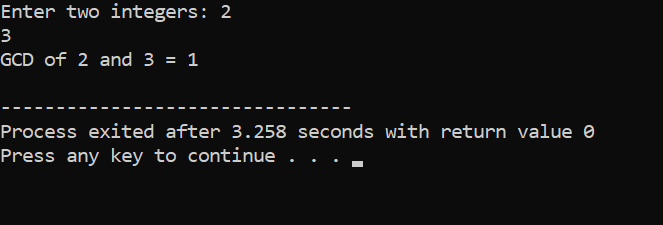 Enter two integers: 2
3
GCD of 2 and 3 = 1
--------------------------------
Process exited after 3.258 seconds with return value 0
Press any key to continue . . .